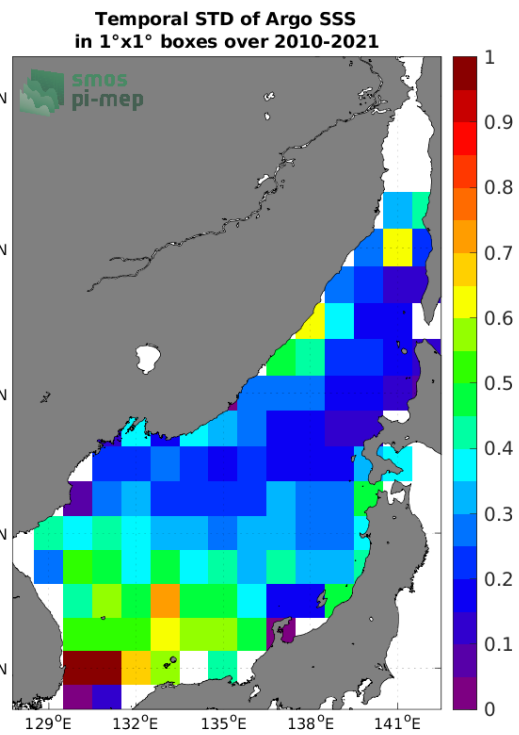 Temporal STD of Argo SSS
in 1°x1° boxes over 2010-2021
smos
pi-mep
N
N
N
N
N
1
0.9
0.8
0.7
0.6
0.5
0.4
0.3
0.2
0.1
0
129°E 132°E 135°E 138°E 141°E